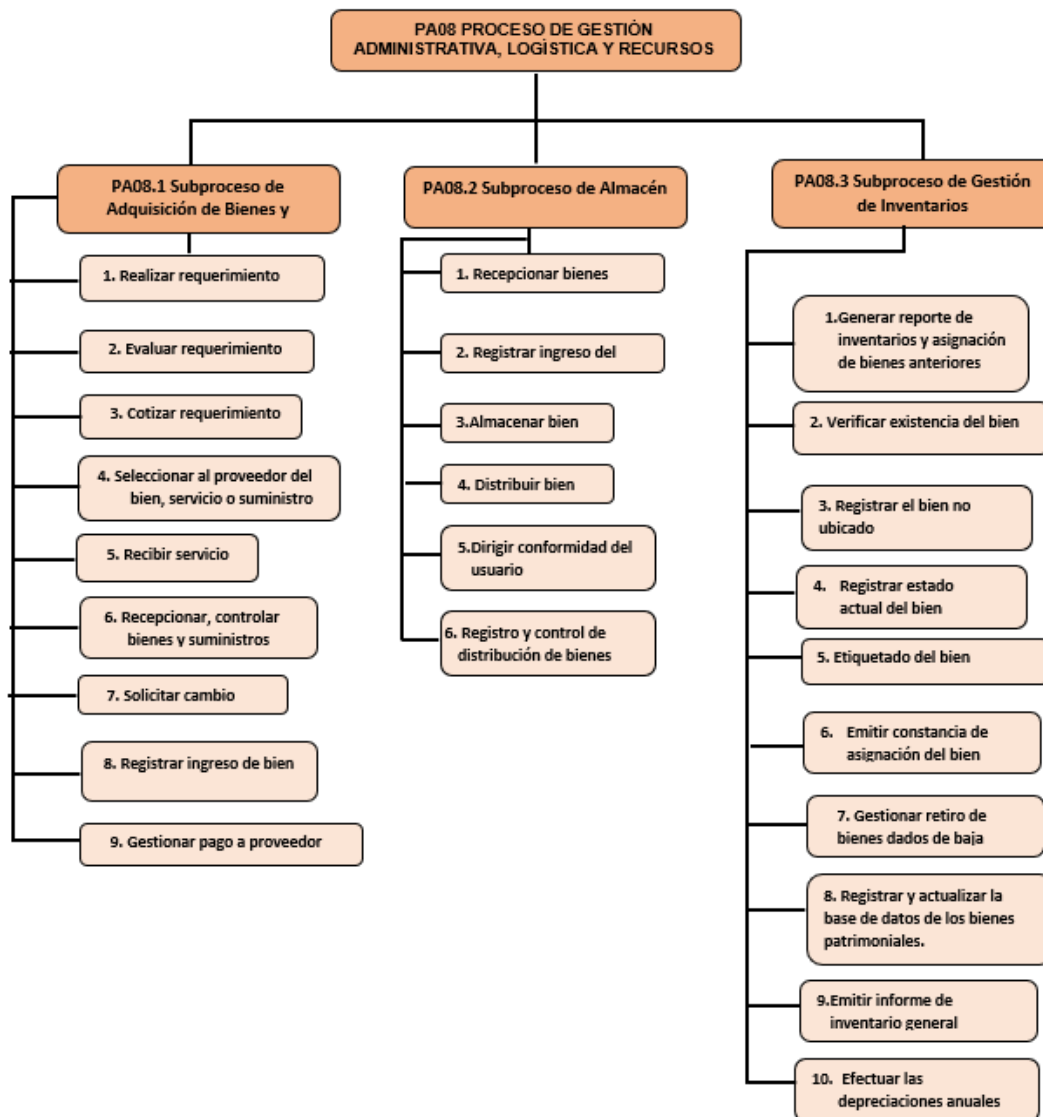 PA08 PROCESO DE GESTIÓN
ADMINISTRATIVA, LOGÍSTICA Y RECURSOS
PA08.1 Subproceso de
Adquisición de Bienes y
1. Realizar requerimiento
2. Evaluar requerimiento
3. Cotizar requerimiento
4. Seleccionar al proveedor del
bien, servicio o suministro
5. Recibir servicio
6. Recepcionar, controlar
bienes y suministros
7. Solicitar cambio
8. Registrar ingreso de bien
9. Gestionar pago a proveedor
PA08.2 Subproceso de Almacén
1. Recepcionar bienes
2. Registrar ingreso del
3.Almacenar bien
4. Distribuir bien
5.Dirigir conformidad del
usuario
6. Registro y control de
distribución de bienes
PA08.3 Subproceso de Gestión
de Inventarios
1.Generar reporte de
inventarios y asignación
de bienes anteriores
2. Verificar existencia del bien
3. Registrar el bien no
ubicado
4. Registrar estado
actual del bien
5. Etiquetado del bien
6. Emitir constancia de
asignación del bien
7. Gestionar retiro de
bienes dados de baja
8. Registrar y actualizar la
base de datos de los bienes
patrimoniales.
9.Emitir informe de
inventario general
10. Efectuar las
depreciaciones anuales